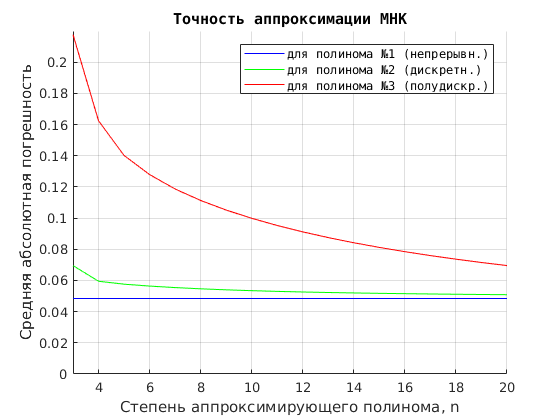 Точность аппроксимации МНК
для полинома №1 (непрерывн.)
для полинома №2 (дискретн.)
для полинома №3 (полудискр.)
Средняя абсолютная погрешность
0.2
0.18
0.16
0.14
0.12
0.1
0.08
0.06
0.04
0.02
0
4 6 8 10 12 14 16 18 20
Степень аппроксимирующего полинома, n